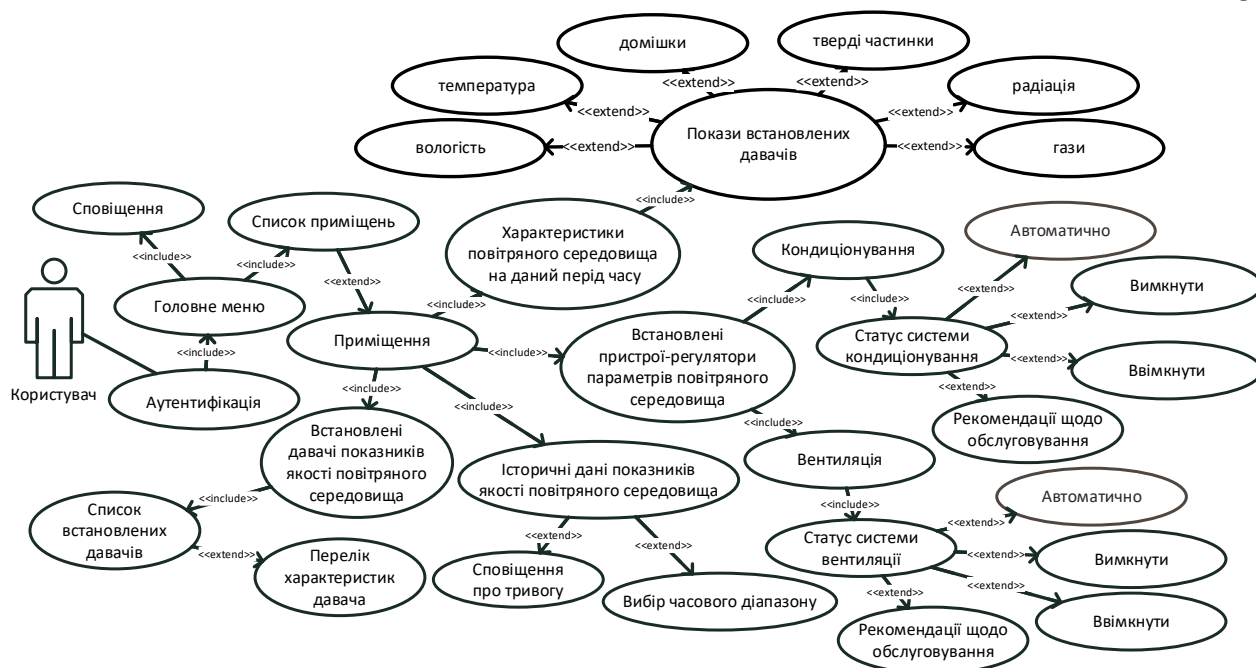 домішки
тверді частинки
<<extend>>
<<extend>>
температура
<<extend>>
<<extend>>
радіація
вологість
<<extend>>
Покази встановлених
давачів
<<extend>>
гази
<<include>>
Сповіщення
<<include>>
Список приміщень
<<include>>
Характеристики
повітряного середовища
на даний перід часу
Кондиціонування
Автоматично
<<extend>>
Головне меню
<<include>>
<<include>>
<<include>>
<<extend>>
Вимкнути
<<extend>>
<<include>>
Приміщення
<<include>>
Встановлені
пристрої-регулятори
параметрів повітряного
середовища
Статус системи
кондиціонування
<<extend>>
Ввімкнути
Користувач
Аутентифікація
<<include>>
<<include>>
<<include>>
<<extend>>
Рекомендації щодо
обслуговування
Встановлені
давачі показників
якості повітряного
середовища
Історичні дані показників
якості повітряного середовища
Вентиляція
<<include>>
<<include>>
Автоматично
<<extend>>
Список
встановлених
давачів
<<extend>>
Перелік
характеристик
давача
<<extend>>
<<extend>>
Статус системи
вентиляції
<<extend>>
Вимкнути
Сповіщення
про тривогу
Вибір часового діапазону
<<extend>>
<<extend>>
Ввімкнути
Рекомендації щодо
обслуговування